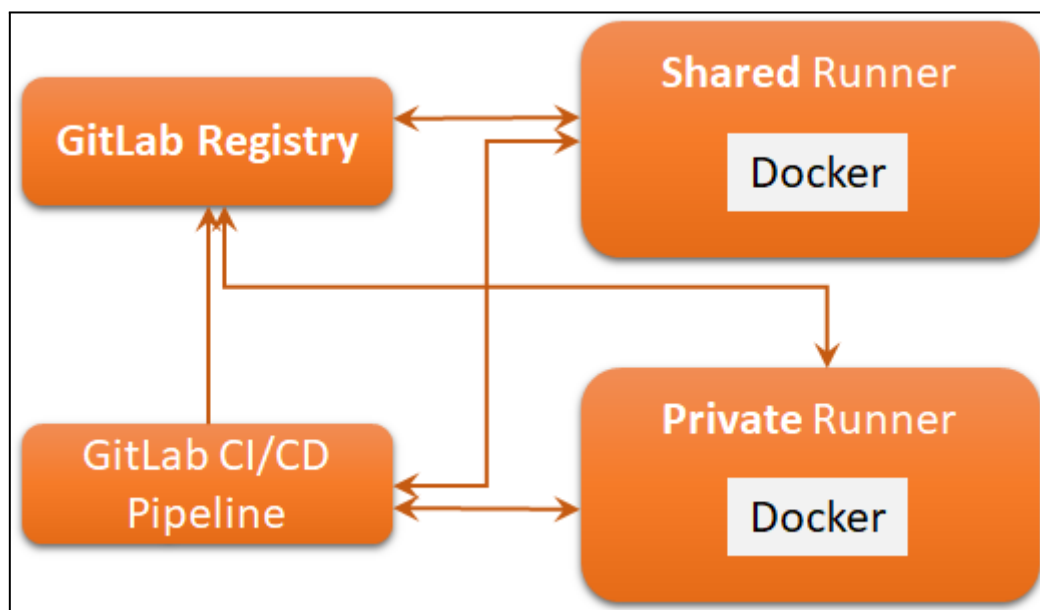 GitLab Registry
Shared Runner
Docker
GitLab CI/CD
Pipeline
Private Runner
Docker